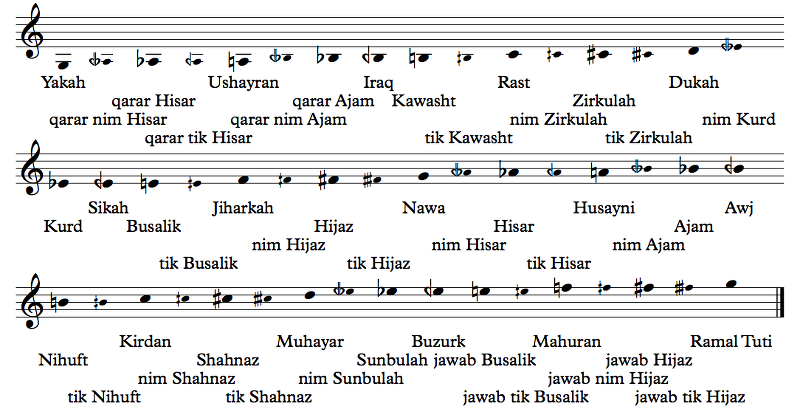 Yakah Ushayran Iraq Rast Dukah
qarar Hisar qarar Ajam Kawasht Zirkulah
qarar nim Hisar qarar nim Ajam nim Zirkulah nim Kurd
qarar tik Hisar tik Kawasht tik Zirkulah
Sikah Jiharkah Nawa Husayni Awj
Kurd Busalik Hijaz Hisar Ajam
nim Hijaz nim Hisar nim Ajam
tik Busalik tik Hijaz tik Hisar
Kirdan Muhayar Buzurk Mahuran Ramal Tuti
Nihuft Shahnaz Sunbulah jawab Busalik jawab Hijaz
nim Shahnaz nim Sunbulah jawab nim Hijaz
tik Nihuft tik Shahnaz jawab tik Busalik jawab tik Hijaz